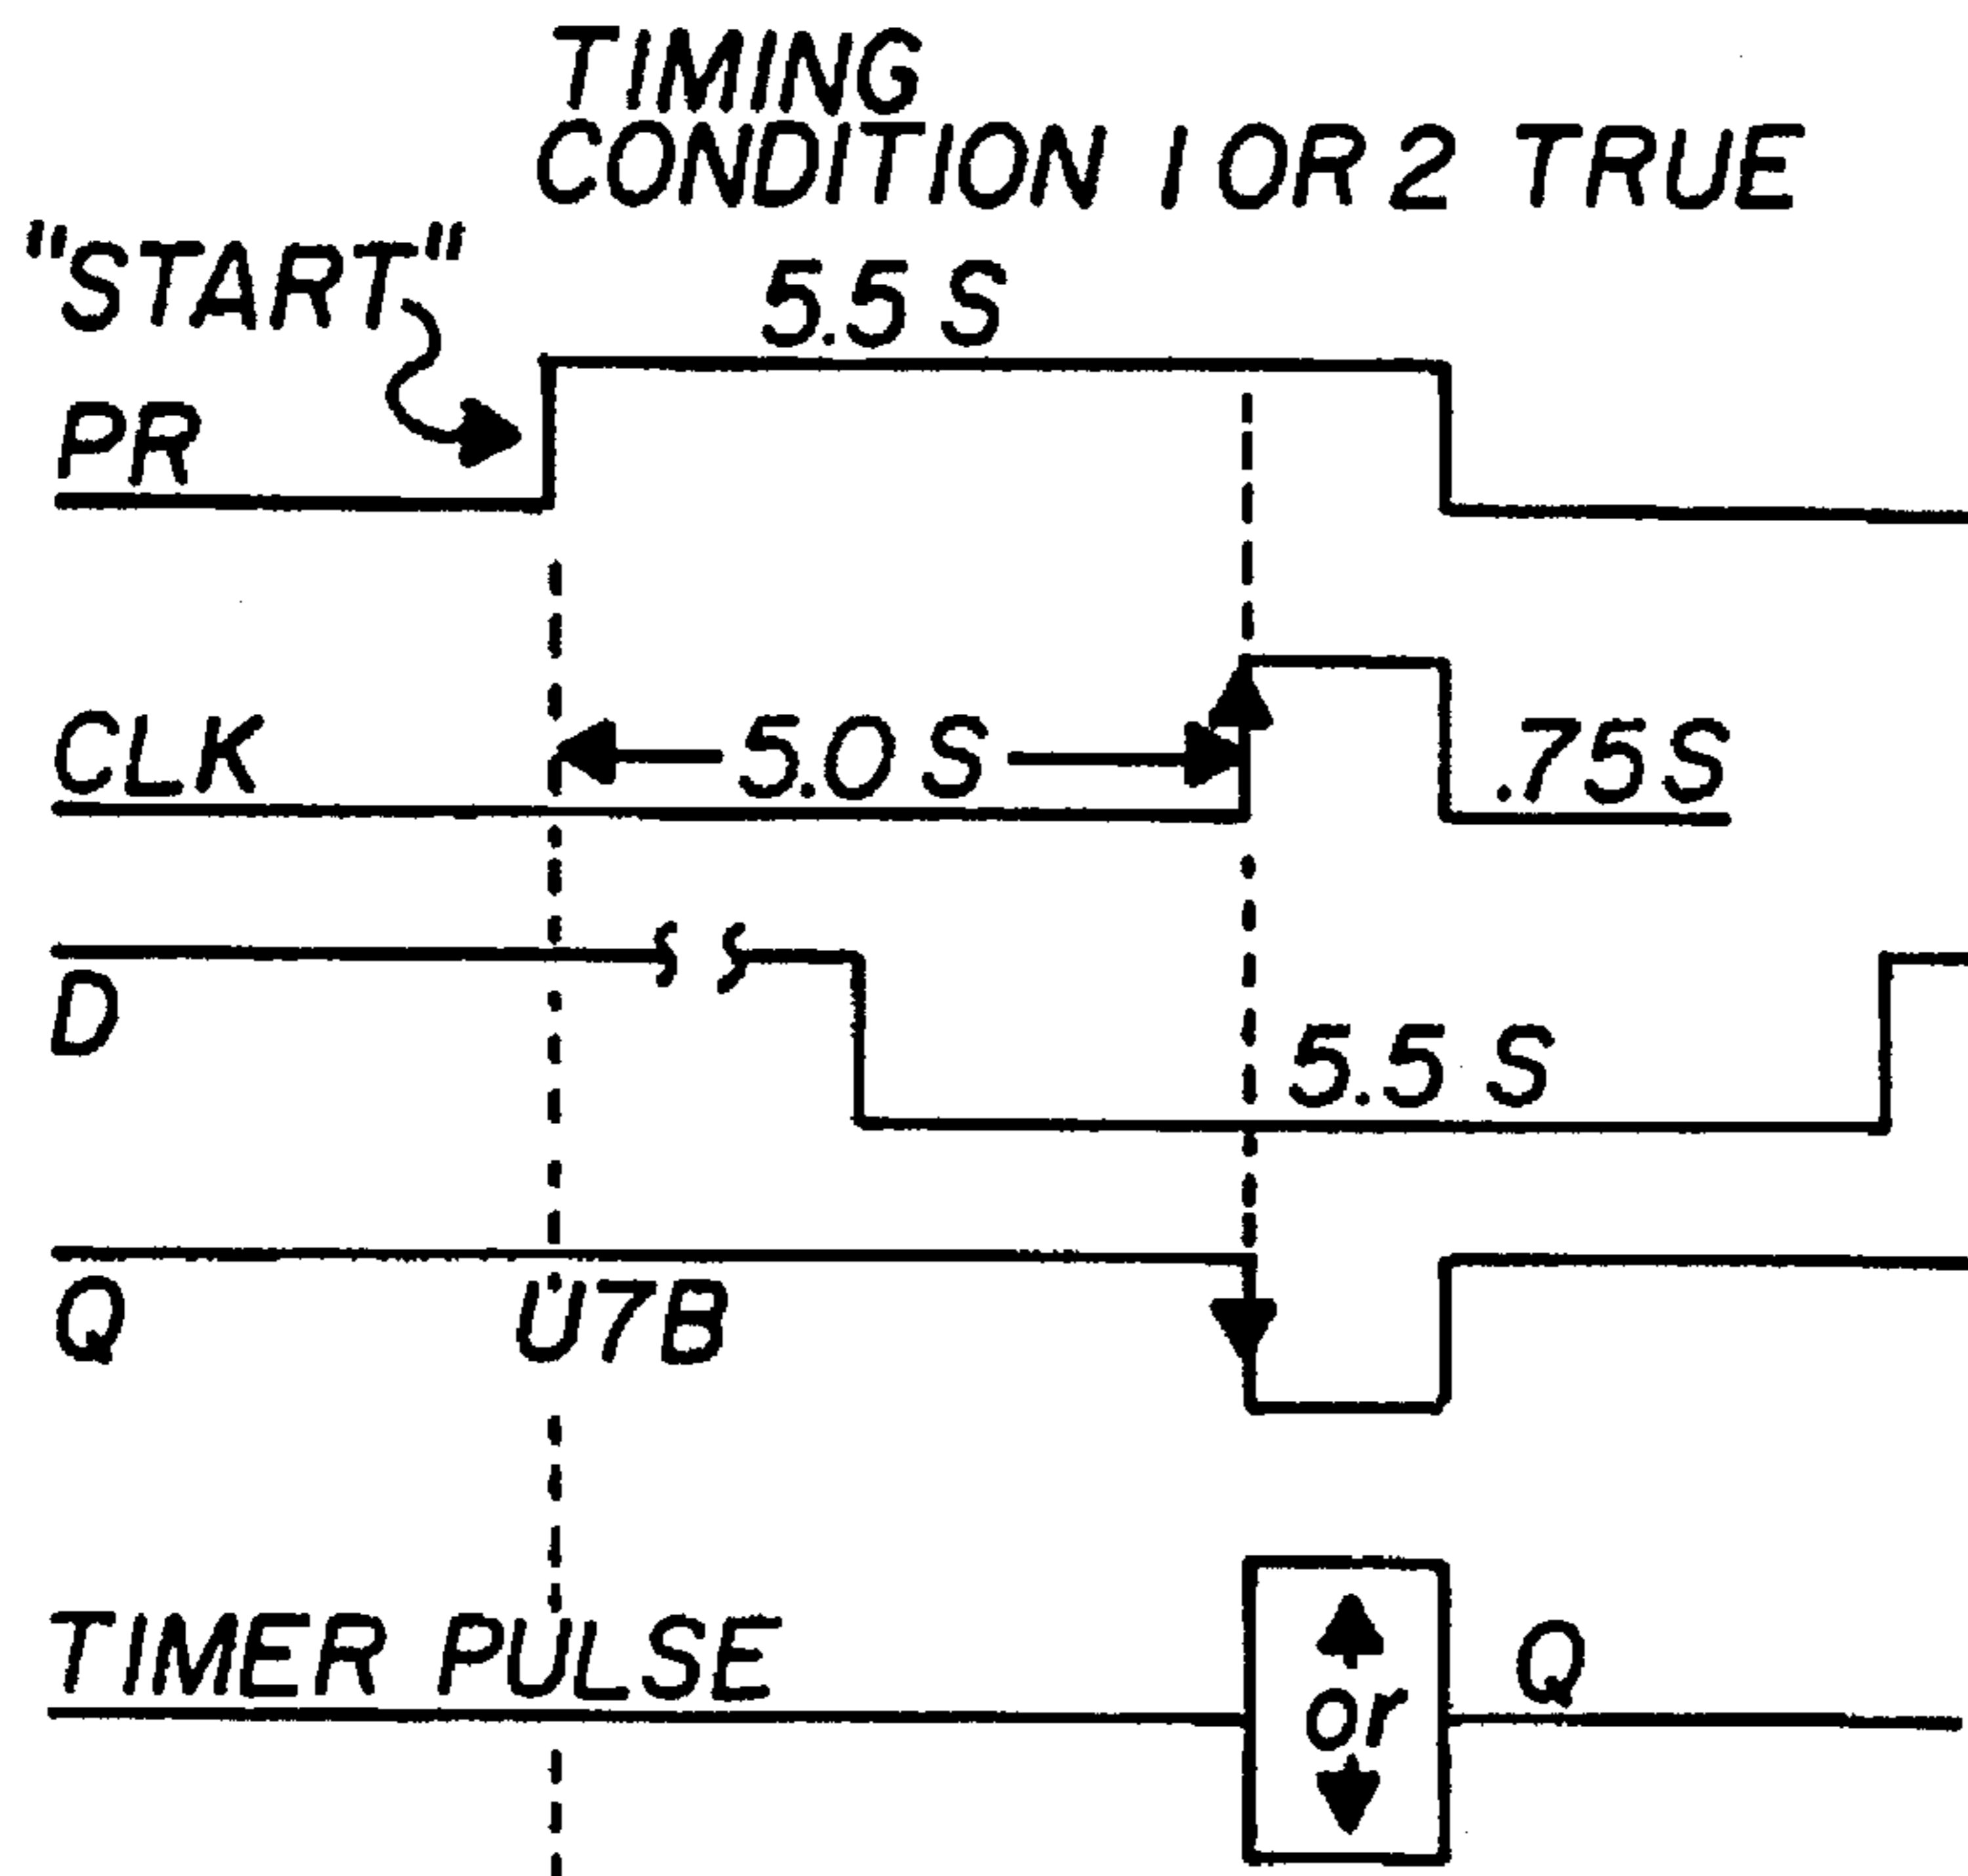 TIMING
CONDITION 1 OR 2 TRUE
"START"
5.5 S
PR
CLK
5.0 S
.75 S
D
5.5 S
Q
U7B
TIMER PULSE
or
Q